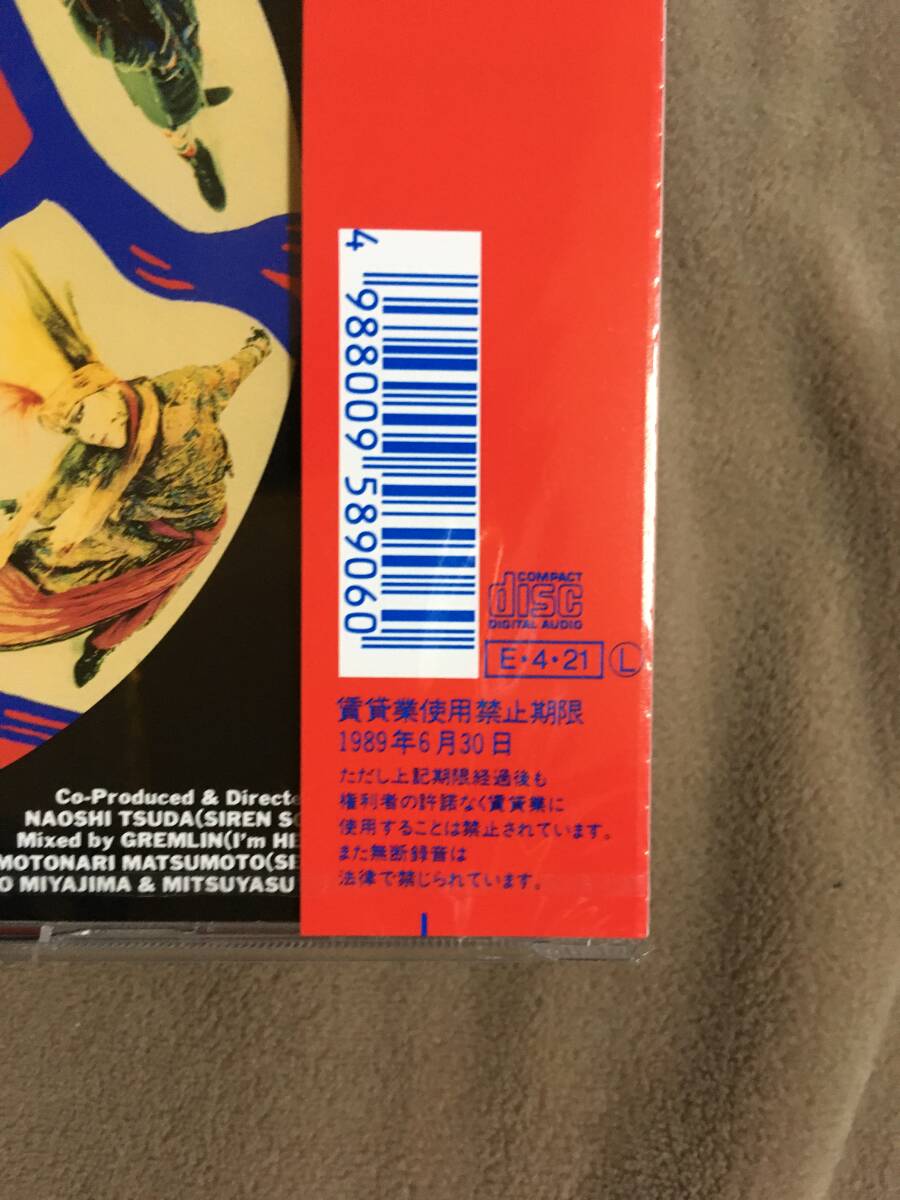 4 988009 589060
COMPACT
disc
DIGITAL AUDIO
E・4・21 Ⓛ
賃貸業使用禁止期限
1989年6月30日
ただし上記期限経過後も
権利者の許諾なく賃貸業に
使用することは禁止されています。
また無断録音は
法律で禁じられています。
Co-Produced & Directe
NAOSHI TSUDA(SIREN SO
Mixed by GREMLIN(I'm HE
MOTONARI MATSUMOTO(SE
O MIYAJIMA & MITSUYASU